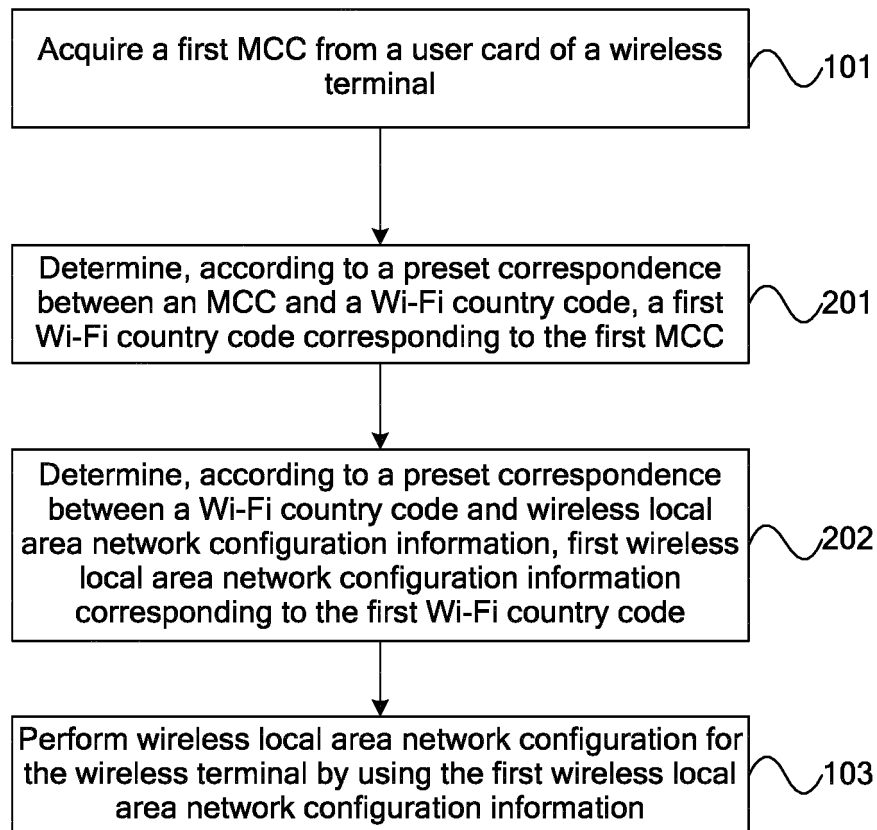 Acquire a first MCC from a user card of a wireless
terminal
101
Determine, according to a preset correspondence
between an MCC and a Wi-Fi country code, a first
Wi-Fi country code corresponding to the first MCC
201
Determine, according to a preset correspondence
between a Wi-Fi country code and wireless local
area network configuration information, first wireless
local area network configuration information
corresponding to the first Wi-Fi country code
202
Perform wireless local area network configuration for
the wireless terminal by using the first wireless local
area network configuration information
103